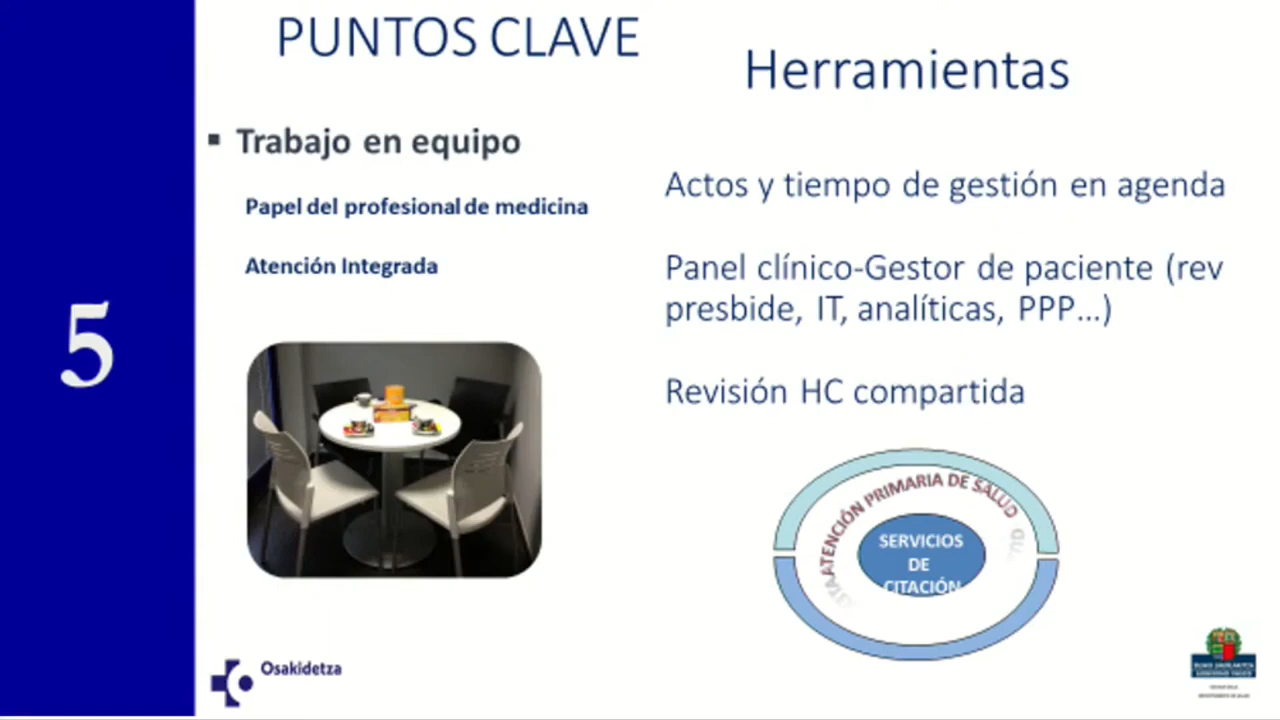 PUNTOS CLAVE
Herramientas
5
▪ Trabajo en equipo
Papel del profesional de medicina
Atención Integrada
Actos y tiempo de gestión en agenda
Panel clínico-Gestor de paciente (rev
presbide, IT, analíticas, PPP...)
Revisión HC compartida
ATENCIÓN PRIMARIA DE SALUD
SERVICIOS
DE
CITACIÓN
Osakidetza